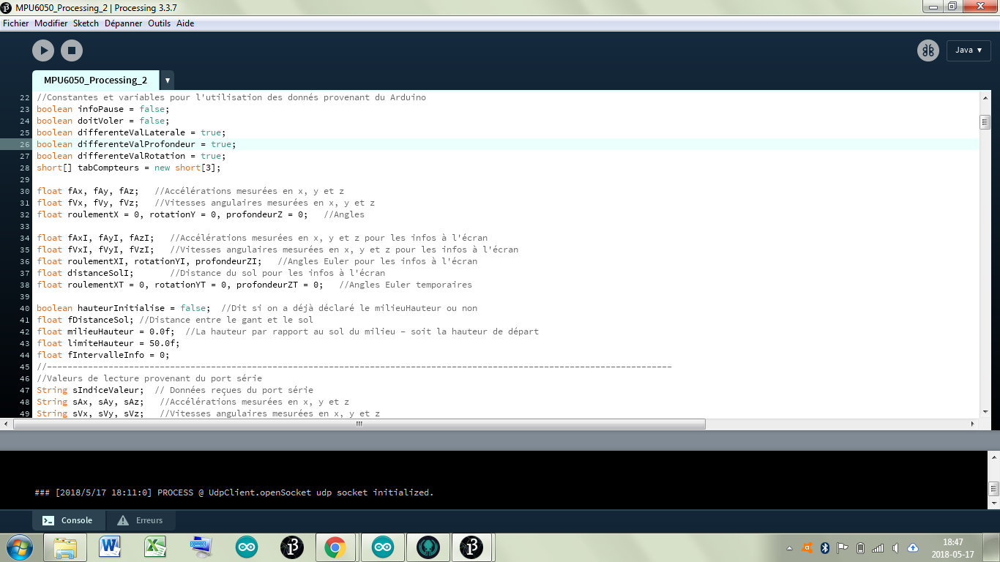 MPU6050_Processing_2 | Processing 3.3.7
Fichier Modifier Sketch Dépanner Outils Aide
Java ▾
MPU6050_Processing_2 ▾
22 //Constantes et variables pour l'utilisation des donnés provenant du Arduino
23 boolean infoPause = false;
24 boolean doitVoler = false;
25 boolean differenteValLaterale = true;
26 boolean differenteValProfondeur = true;
27 boolean differenteValRotation = true;
28 short[] tabCompteurs = new short[3];
29
30 float fAx, fAy, fAz;   //Accélérations mesurées en x, y et z
31 float fVx, fVy, fVz;   //Vitesses angulaires mesurées en x, y et z
32 float roulementX = 0, rotationY = 0, profondeurZ = 0;   //Angles
33
34 float fAxI, fAyI, fAzI;   //Accélérations mesurées en x, y et z pour les infos à l'écran
35 float fVxI, fVyI, fVzI;   //Vitesses angulaires mesurées en x, y et z pour les infos à l'écran
36 float roulementXI, rotationYI, profondeurZI;   //Angles Euler pour les infos à l'écran
37 float distanceSolI;       //Distance du sol pour les infos à l'écran
38 float roulementXT = 0, rotationYT = 0, profondeurZT = 0;   //Angles Euler temporaires
39
40 boolean hauteurInitialise = false;  //Dit si on a déjà déclaré le milieuHauteur ou non
41 float fDistanceSol; //Distance entre le gant et le sol
42 float milieuHauteur = 0.0f;  //La hauteur par rapport au sol du milieu - soit la hauteur de départ
43 float limiteHauteur = 50.0f;
44 float fIntervalleInfo = 0;
45 //--------------------------------------------------------------------------------------------------------------------------
46 //Valeurs de lecture provenant du port série
47 String sIndiceValeur;  // Données reçues du port série
48 String sAx, sAy, sAz;   //Accélérations mesurées en x, y et z
49 String sVx, sVy, sVz;   //Vitesses angulaires mesurées en x, y et z
### [2018/5/17 18:11:0] PROCESS @ UdpClient.openSocket udp socket initialized.
Console Erreurs
18:47
2018-05-17